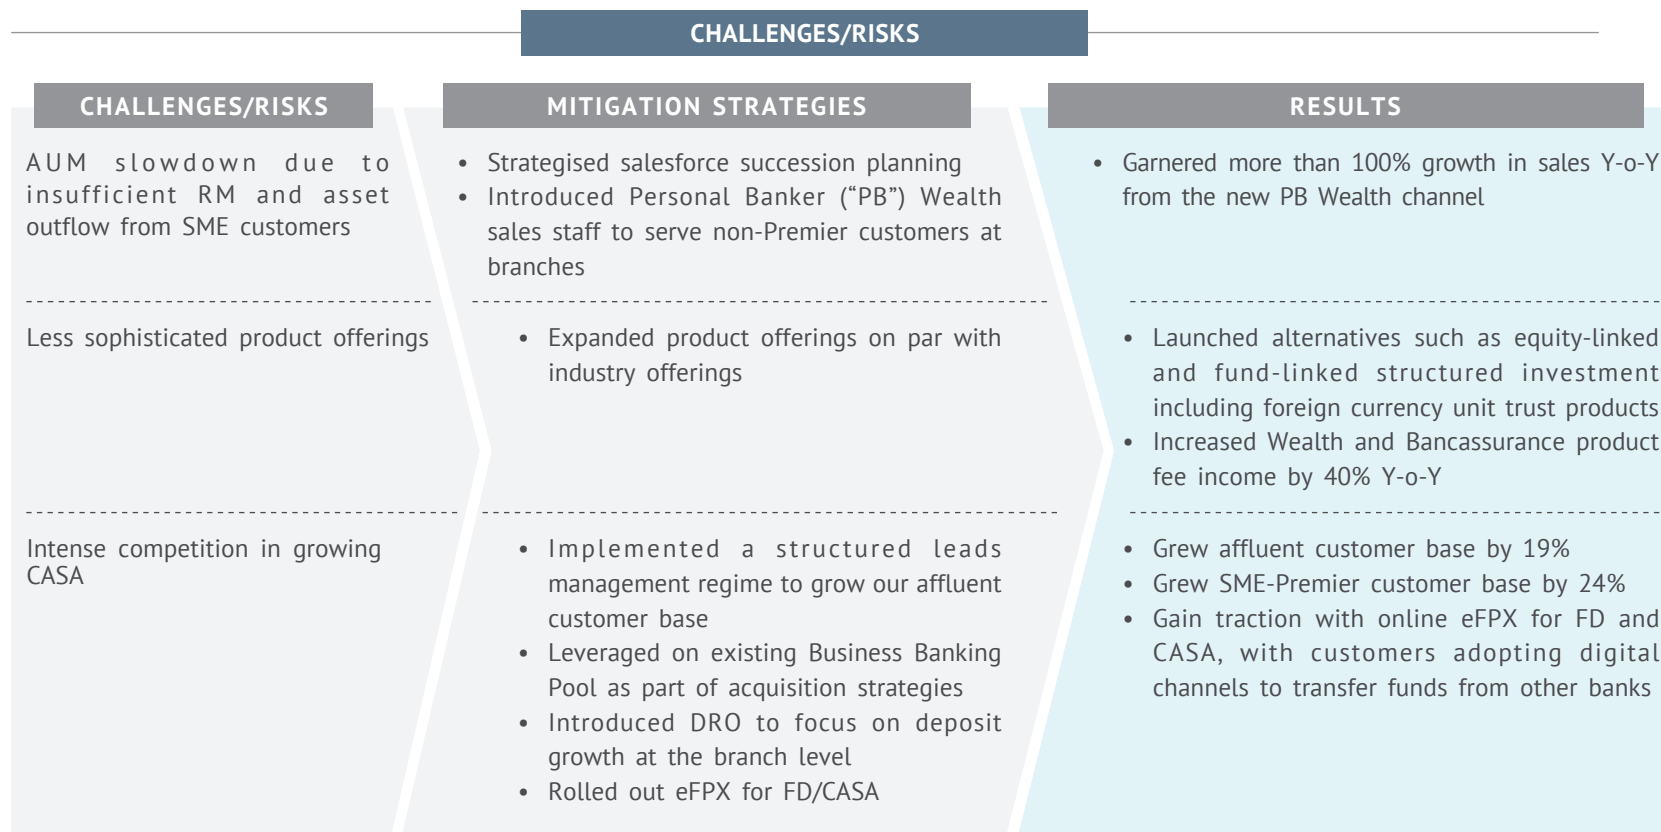 CHALLENGES/RISKS
CHALLENGES/RISKS
MITIGATION STRATEGIES
RESULTS
AUM slowdown due to
insufficient RM and asset
outflow from SME customers
• Strategised salesforce succession planning
• Introduced Personal Banker (“PB”) Wealth
sales staff to serve non-Premier customers at
branches
• Garnered more than 100% growth in sales Y-o-Y
from the new PB Wealth channel
Less sophisticated product offerings
• Expanded product offerings on par with
industry offerings
• Launched alternatives such as equity-linked
and fund-linked structured investment
including foreign currency unit trust products
• Increased Wealth and Bancassurance product
fee income by 40% Y-o-Y
Intense competition in growing
CASA
• Implemented a structured leads
management regime to grow our affluent
customer base
• Leveraged on existing Business Banking
Pool as part of acquisition strategies
• Introduced DRO to focus on deposit
growth at the branch level
• Rolled out eFPX for FD/CASA
• Grew affluent customer base by 19%
• Grew SME-Premier customer base by 24%
• Gain traction with online eFPX for FD and
CASA, with customers adopting digital
channels to transfer funds from other banks